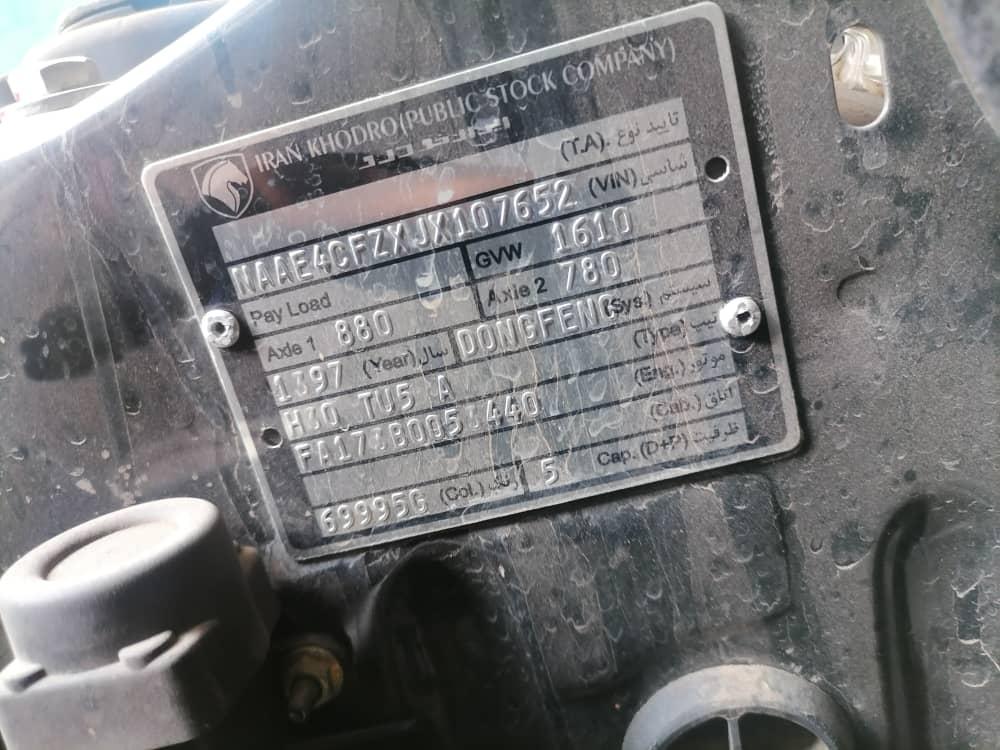 IRAN KHODRO (PUBLIC STOCK COMPANY)
ایران خودرو
تایید نوع .(T.A)
NAAE4CFZXJX107652 (VIN) شاسی
Pay Load GVW 1610
Axle 1 880 Axle 2 780
1397 (Year) سال DONGFENG (Sys.) سیستم
H30 TU5 A (Type) تیپ
(Eng.) موتور
(Cab.) اتاق
69995G (Col.) رنگ 5 Cap. (D+P) ظرفیت